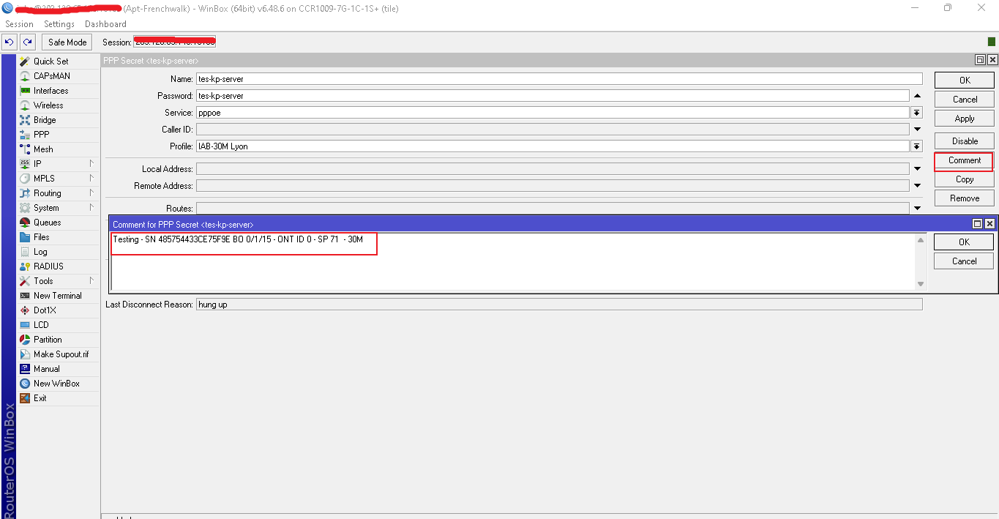 (Apt-Frenchwalk) - WinBox (64bit) v6.48.6 on CCR1009-7G-1C-1S+ (tile)
Session Settings Dashboard
Safe Mode Session:
Quick Set
CAPsMAN
Interfaces
Wireless
Bridge
PPP
Mesh
IP
MPLS
Routing
System
Queues
Files
Log
RADIUS
Tools
New Terminal
Dot1X
LCD
Partition
Make Supout.rif
Manual
New WinBox
Exit
RouterOS WinBox
PPP Secret <tes-kp-server>
Name: tes-kp-server
Password: tes-kp-server
Service: pppoe
Caller ID:
Profile: IAB-30M Lyon
Local Address:
Remote Address:
Routes:
OK
Cancel
Apply
Disable
Comment
Copy
Remove
Comment for PPP Secret <tes-kp-server>
Testing - SN 485754433CE75F9E BO 0/1/15 - ONT ID 0 - SP 71 - 30M
OK
Cancel
Last Disconnect Reason: hung up